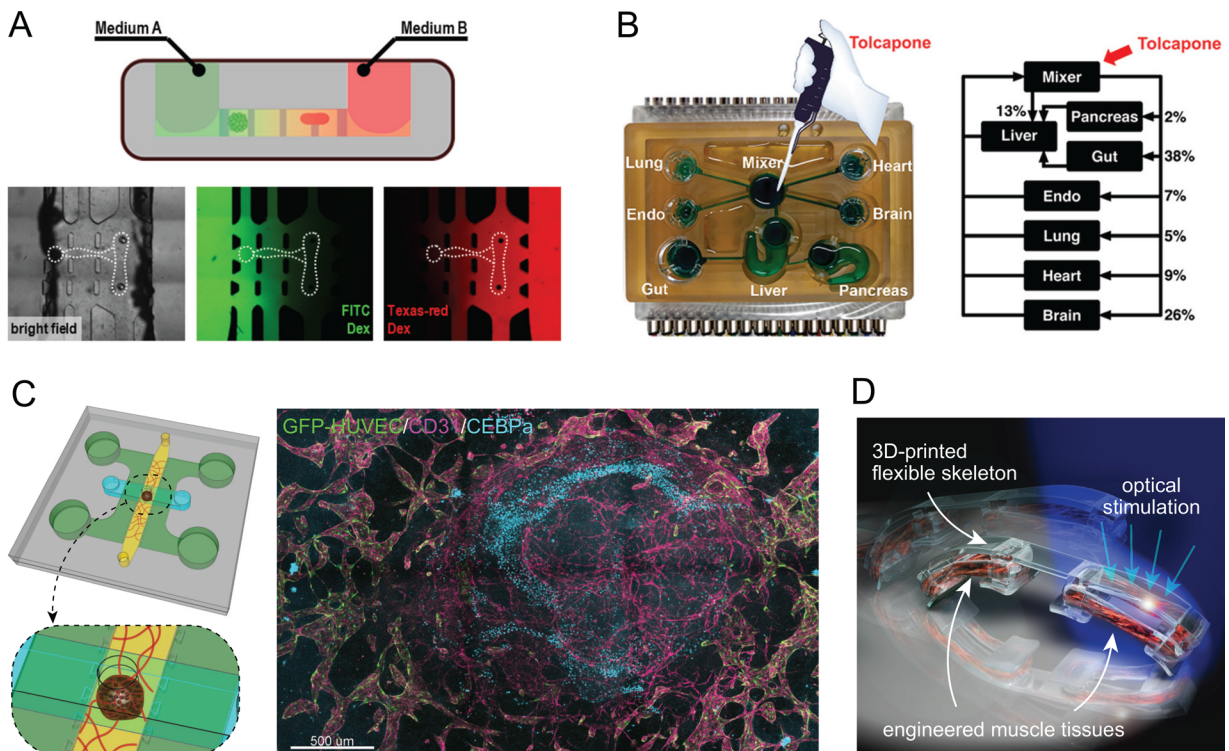 A
Medium A
Medium B
bright field
FITC
Dex
Texas-red
Dex
B
Tolcapone
Lung
Mixer
Heart
Endo
Brain
Gut
Liver
Pancreas
Tolcapone
Mixer
13%
Pancreas
2%
Liver
Gut
38%
Endo
7%
Lung
5%
Heart
9%
Brain
26%
C
GFP-HUVEC/CD31/CEBPa
500 um
D
3D-printed
flexible skeleton
optical
stimulation
engineered muscle tissues